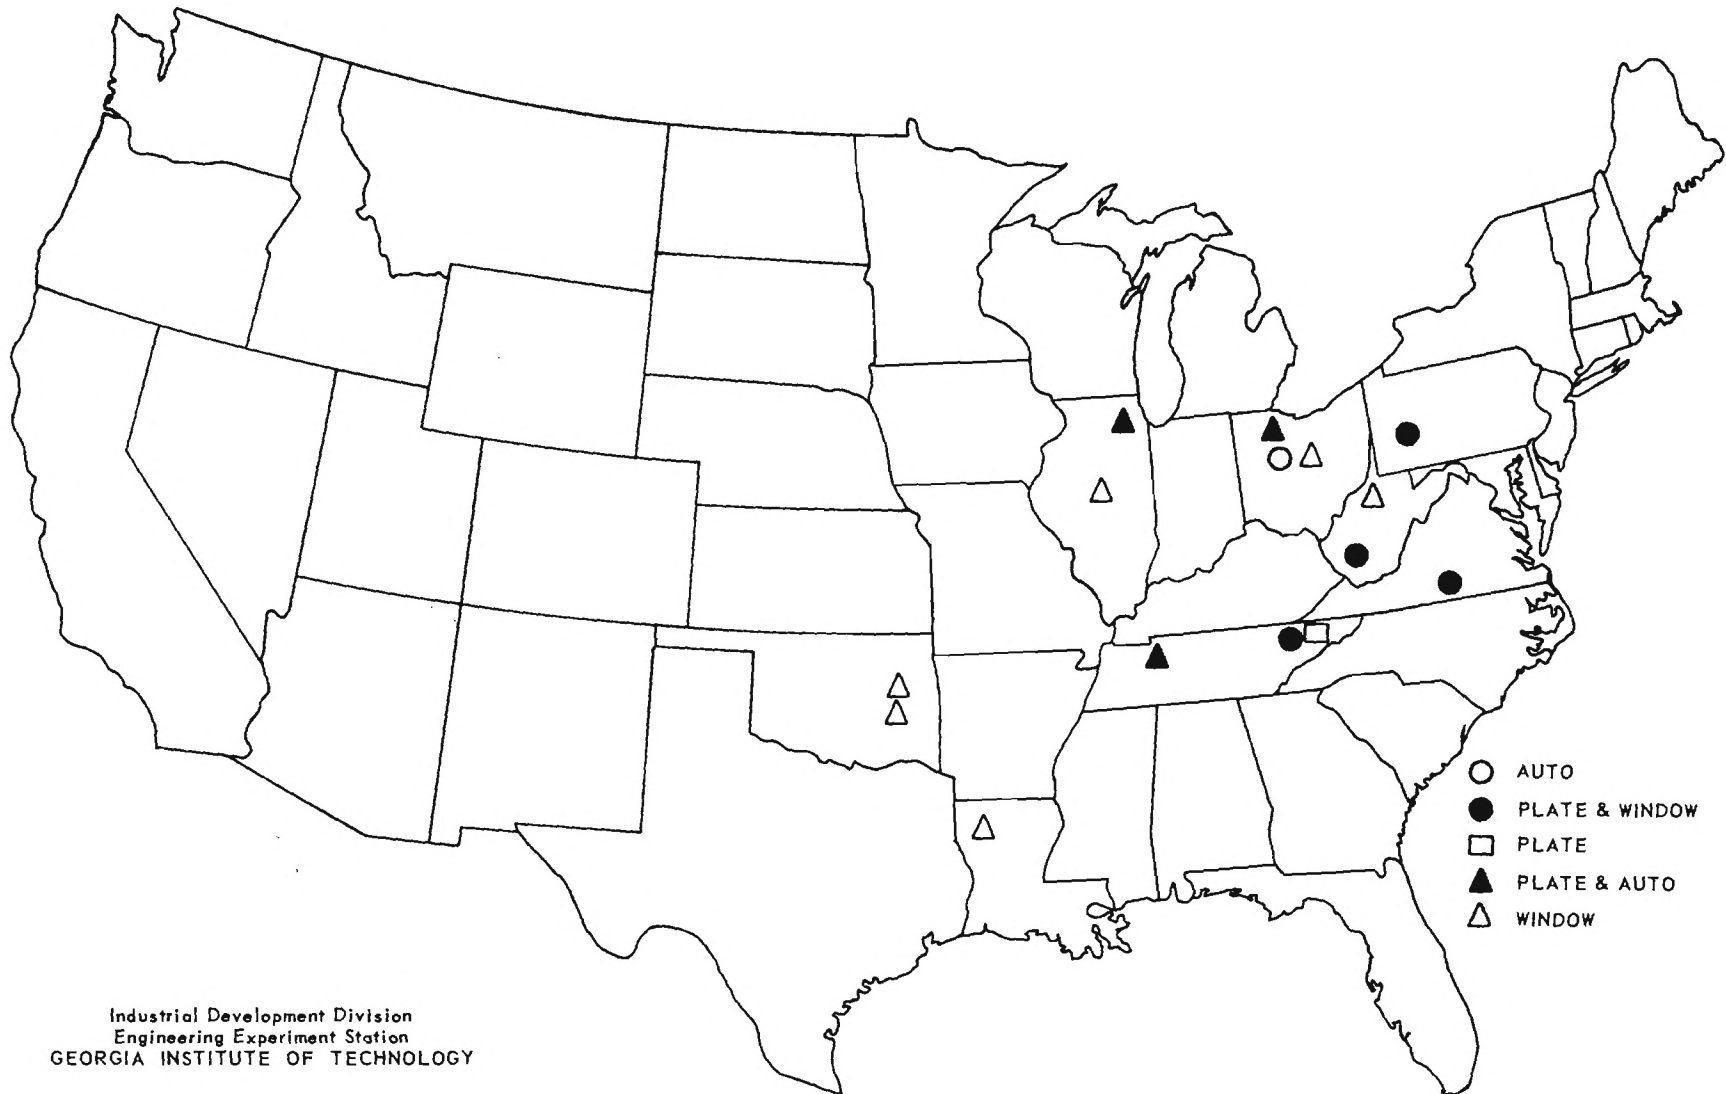 AUTO
PLATE & WINDOW
PLATE
PLATE & AUTO
WINDOW
Industrial Development Division
Engineering Experiment Station
GEORGIA INSTITUTE OF TECHNOLOGY